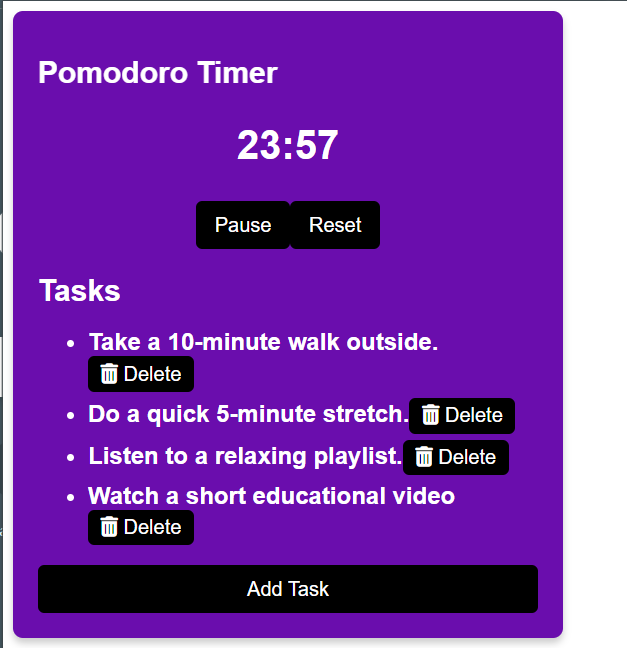 Pomodoro Timer
23:57
Pause Reset
Tasks
Take a 10-minute walk outside.
Delete
Do a quick 5-minute stretch. Delete
Listen to a relaxing playlist. Delete
Watch a short educational video
Delete
Add Task